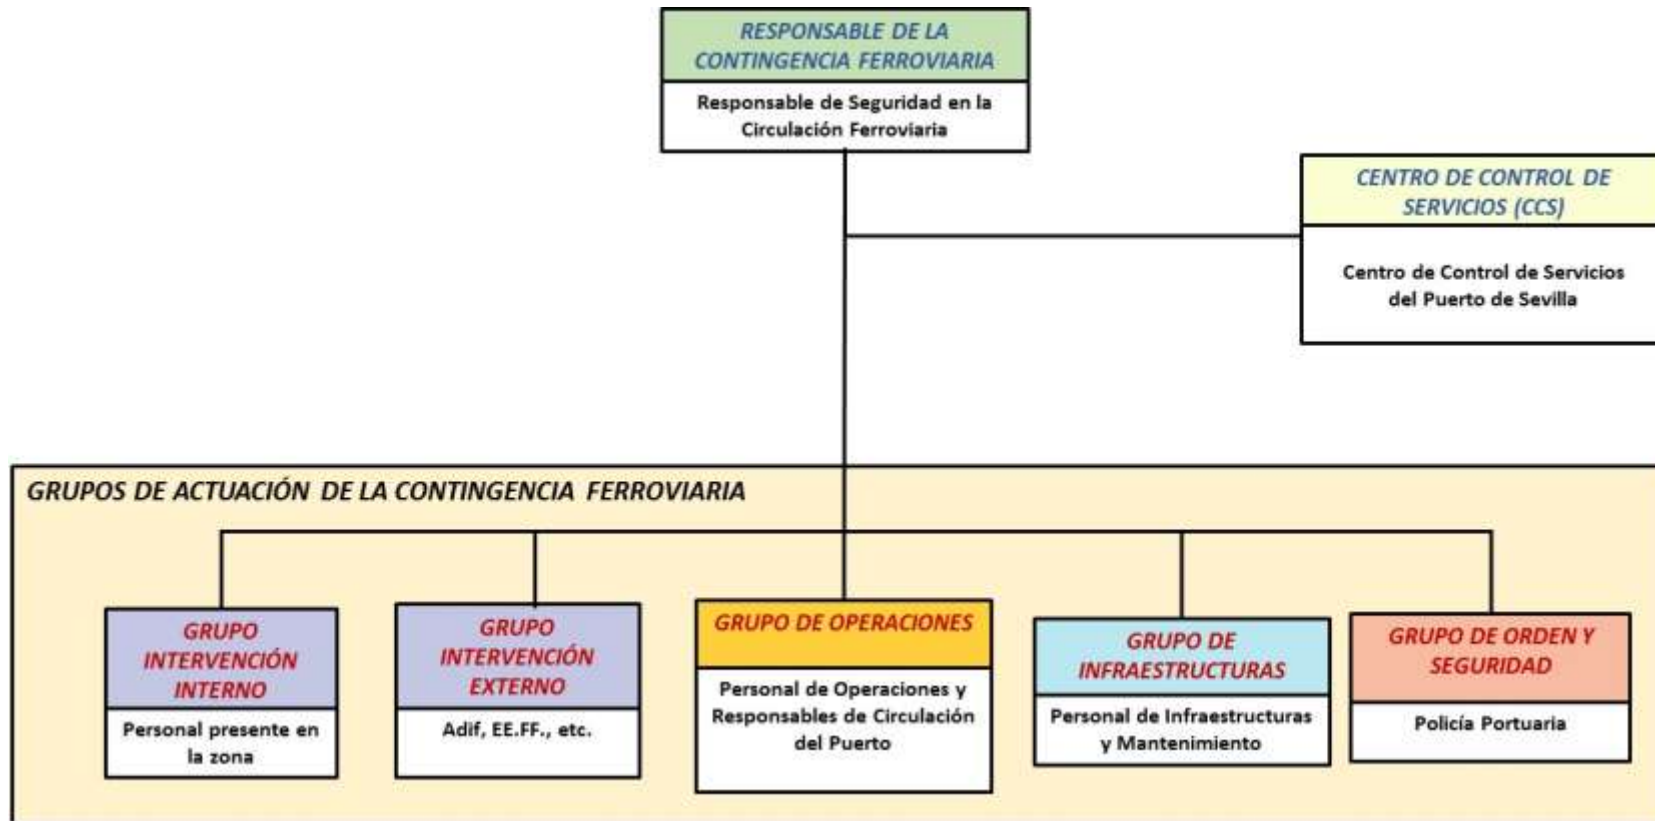 RESPONSABLE DE LA
CONTINGENCIA FERROVIARIA
Responsable de Seguridad en la
Circulación Ferroviaria
CENTRO DE CONTROL DE
SERVICIOS (CCS)
Centro de Control de Servicios
del Puerto de Sevilla
GRUPOS DE ACTUACIÓN DE LA CONTINGENCIA FERROVIARIA
GRUPO
INTERVENCIÓN
INTERNO
Personal presente en
la zona
GRUPO
INTERVENCIÓN
EXTERNO
Adif, EE.FF., etc.
GRUPO DE OPERACIONES
Personal de Operaciones y
Responsables de Circulación
del Puerto
GRUPO DE
INFRAESTRUCTURAS
Personal de Infraestructuras
y Mantenimiento
GRUPO DE ORDEN Y
SEGURIDAD
Policía Portuaria